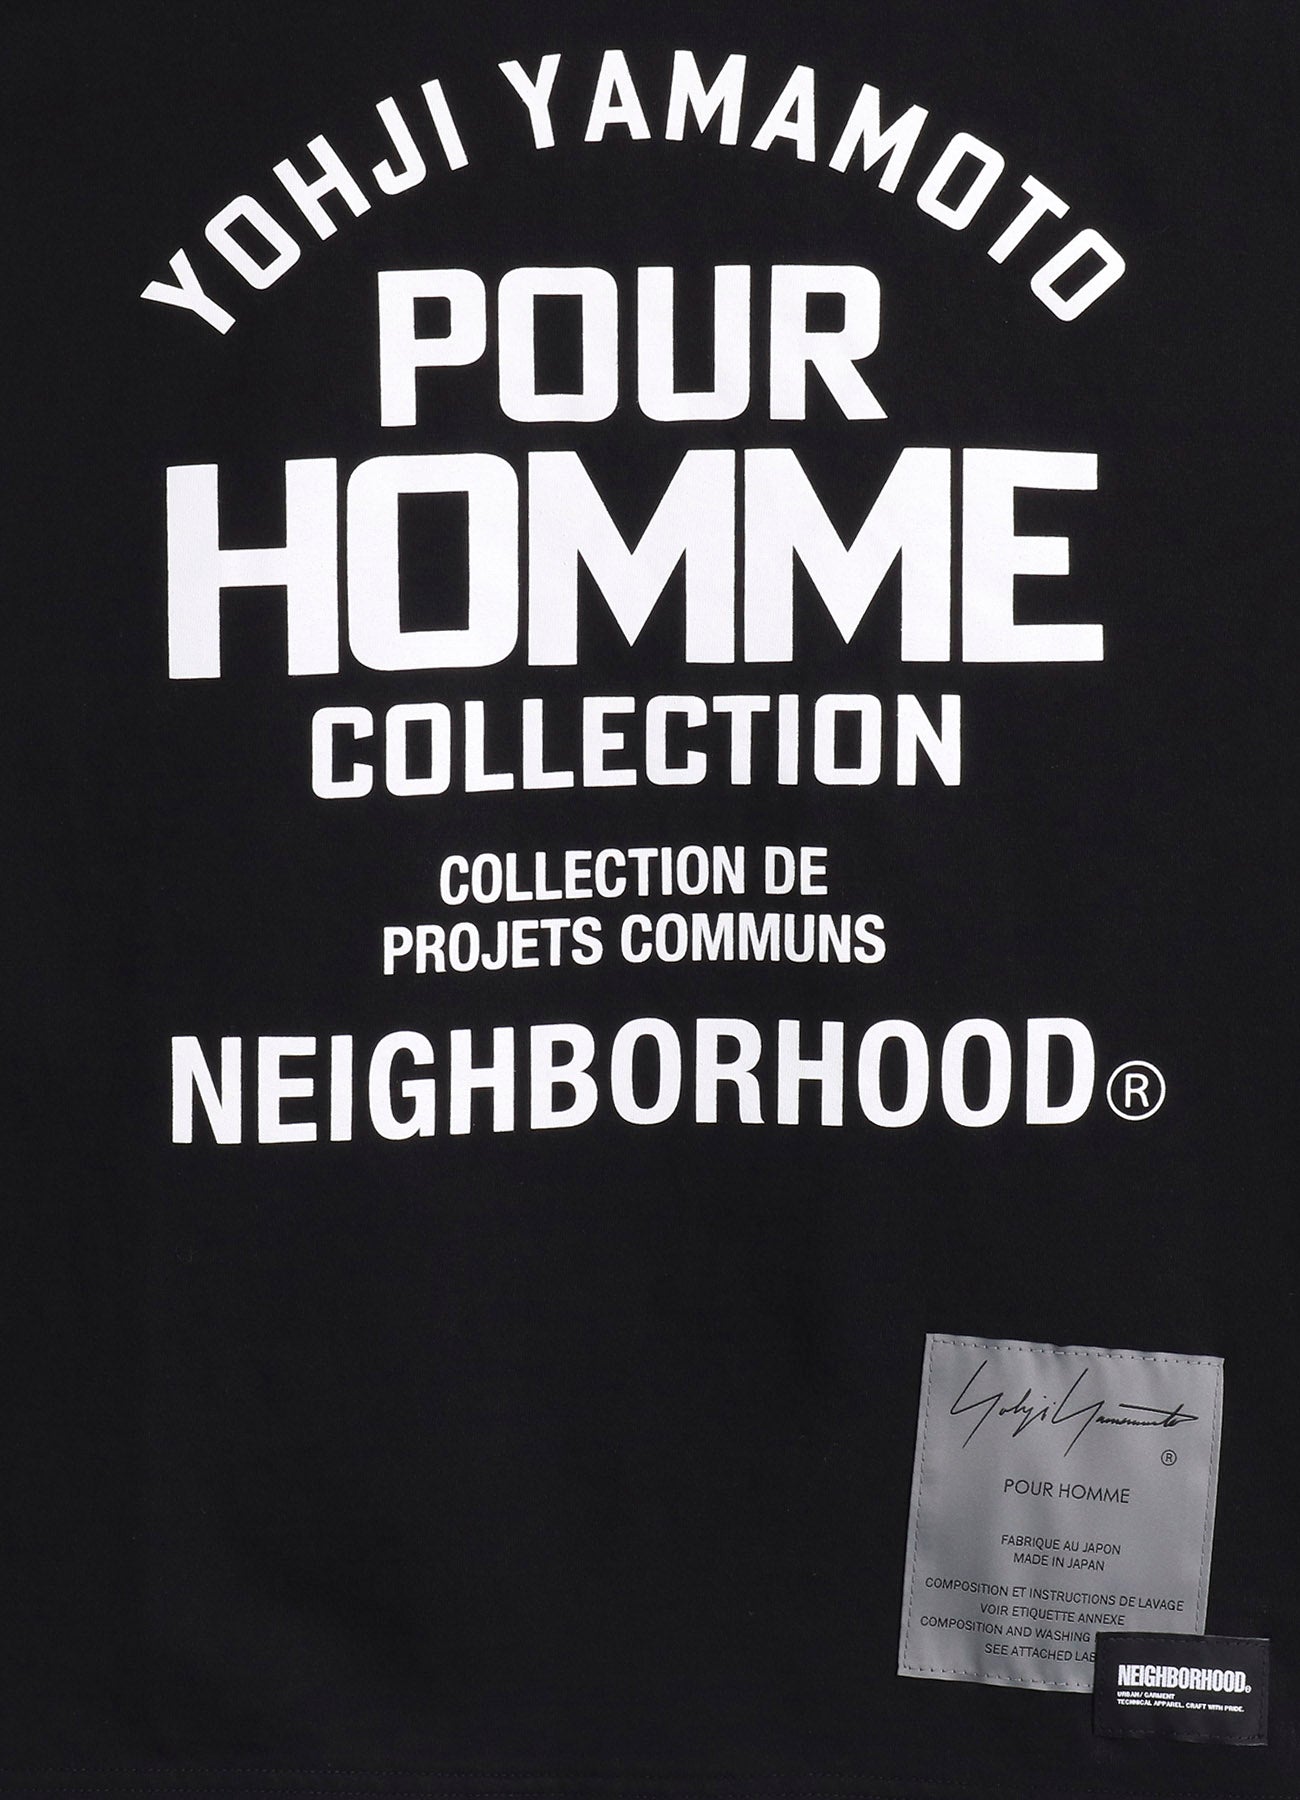 YOHJI YAMAMOTO
POUR
HOMME
COLLECTION
COLLECTION DE
PROJETS COMMUNS
NEIGHBORHOOD®
Yohji Yamamoto
®
POUR HOMME
FABRIQUE AU JAPON
MADE IN JAPAN
COMPOSITION ET INSTRUCTIONS DE LAVAGE
VOIR ETIQUETTE ANNEXE
COMPOSITION AND WASHING
SEE ATTACHED
NEIGHBORHOOD®
URBAN/ GARMENT
TECHNICAL APPAREL. CRAFT WITH PRIDE.